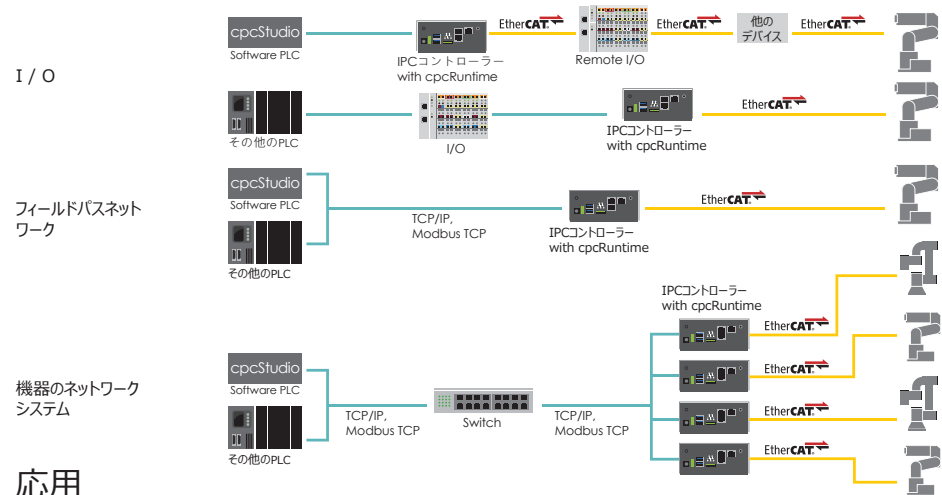 I / O
cpcStudio
Software PLC
IPCコントローラー
with cpcRuntime
EtherCAT
Remote I/O
EtherCAT
他の
デバイス
EtherCAT
その他のPLC
I/O
IPCコントローラー
with cpcRuntime
EtherCAT
フィールドパスネット
ワーク
cpcStudio
Software PLC
その他のPLC
TCP/IP,
Modbus TCP
IPCコントローラー
with cpcRuntime
EtherCAT
機器のネットワーク
システム
cpcStudio
Software PLC
その他のPLC
TCP/IP,
Modbus TCP
Switch
TCP/IP,
Modbus TCP
IPCコントローラー
with cpcRuntime
EtherCAT
EtherCAT
EtherCAT
EtherCAT
応用